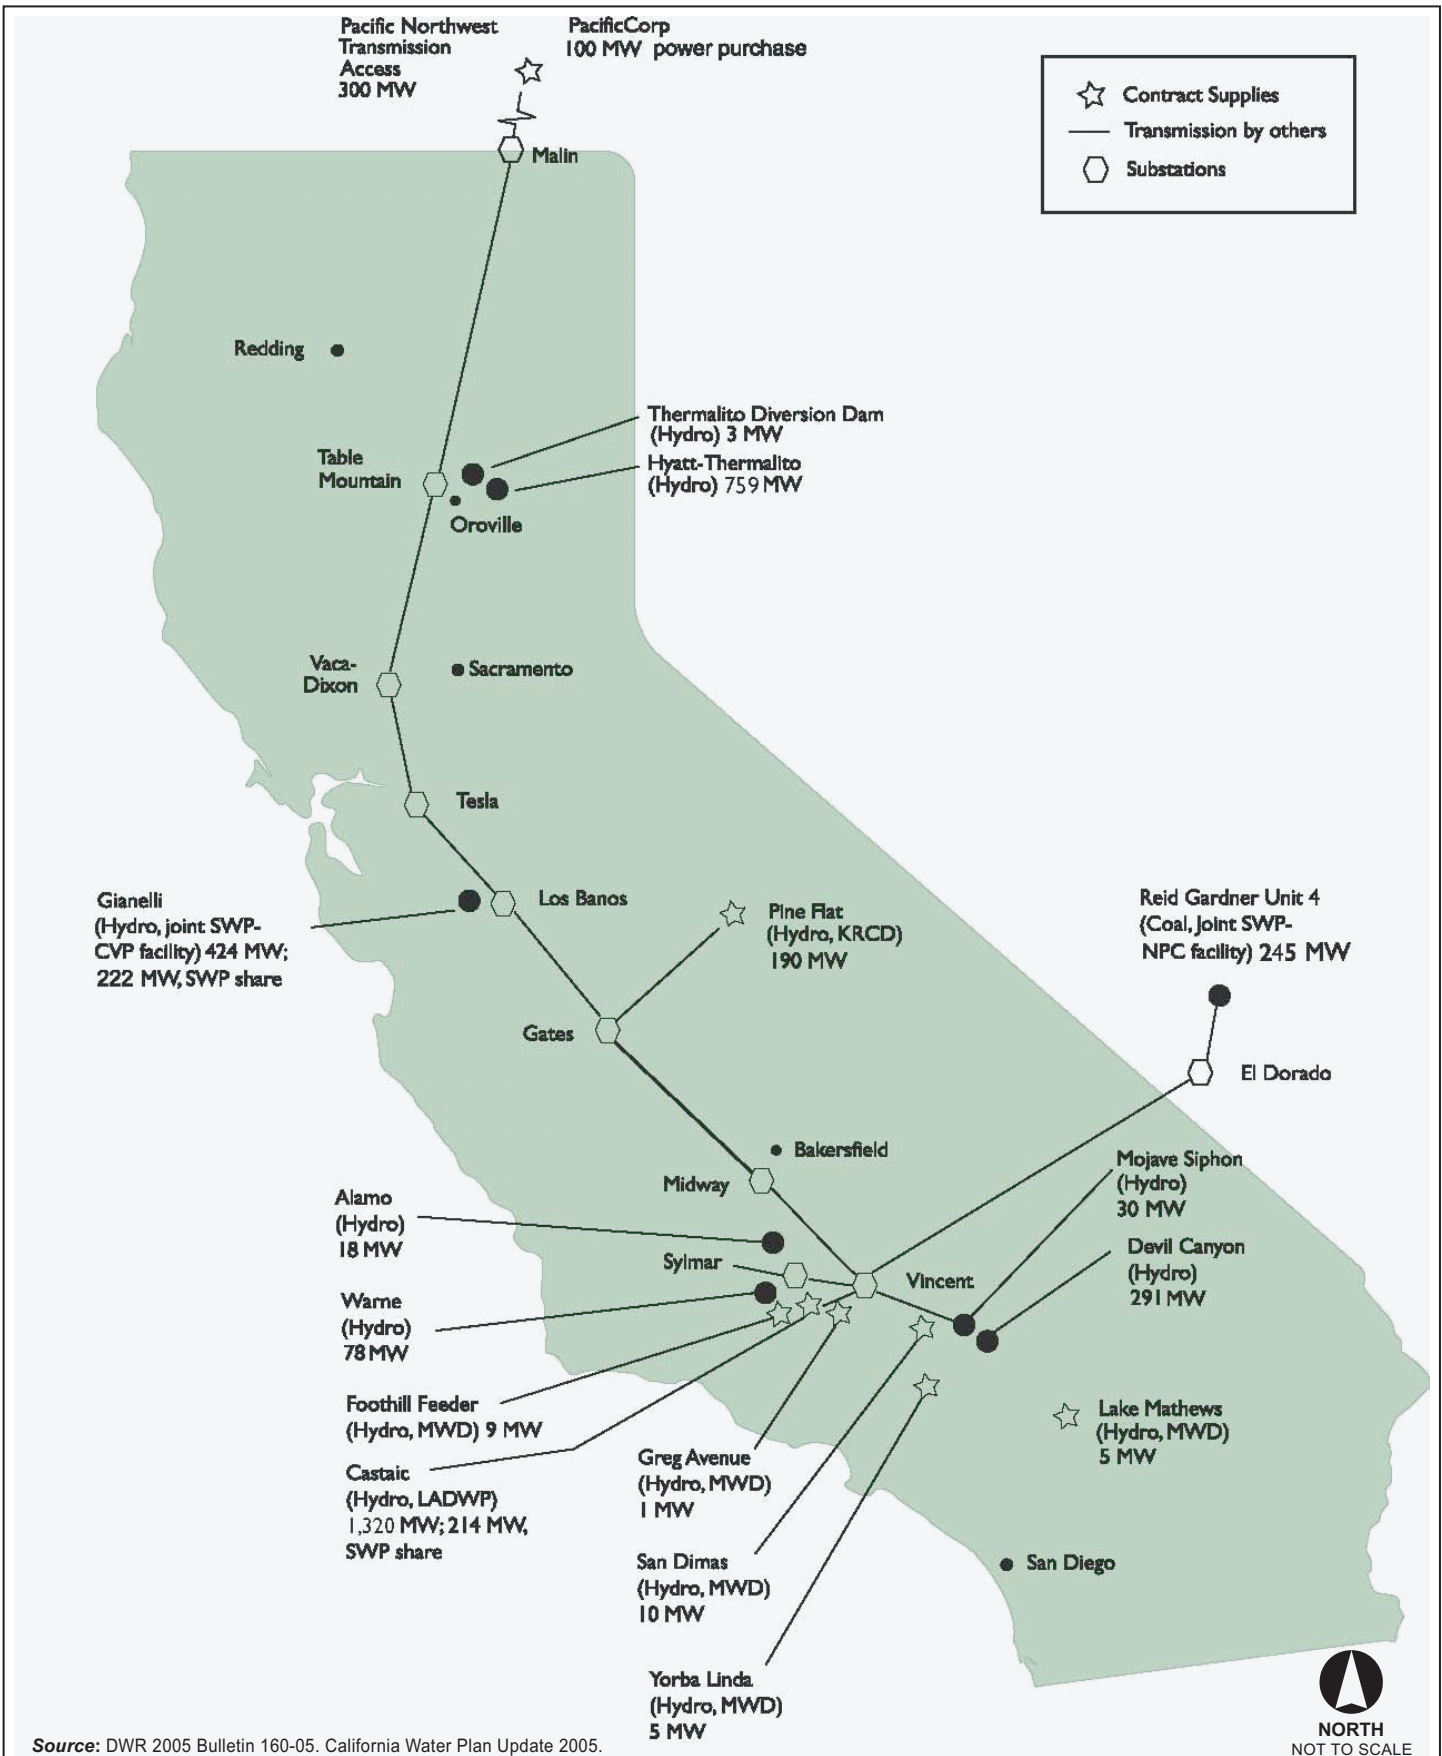 Pacific Northwest
Transmission
Access
300 MW
PacificCorp
100 MW power purchase
Contract Supplies
Transmission by others
Substations
Malin
Redding
Thermalito Diversion Dam
(Hydro) 3 MW
Table
Mountain
Hyatt-Thermalito
(Hydro) 759 MW
Oroville
Vaca-
Dixon
Sacramento
Tesla
Gianelli
(Hydro, joint SWP-
CVP facility) 424 MW;
222 MW, SWP share
Los Banos
Pine Flat
(Hydro, KRCD)
190 MW
Reid Gardner Unit 4
(Coal, Joint SWP-
NPC facility) 245 MW
Gates
El Dorado
Bakersfield
Midway
Mojave Siphon
(Hydro)
30 MW
Alamo
(Hydro)
18 MW
Devil Canyon
(Hydro)
291 MW
Sylmar
Vincent
Warne
(Hydro)
78 MW
Foothill Feeder
(Hydro, MWD) 9 MW
Lake Mathews
(Hydro, MWD)
5 MW
Castaic
(Hydro, LADWP)
1,320 MW; 214 MW,
SWP share
Greg Avenue
(Hydro, MWD)
1 MW
San Dimas
(Hydro, MWD)
10 MW
San Diego
Yorba Linda
(Hydro, MWD)
5 MW
NORTH
NOT TO SCALE
Source: DWR 2005 Bulletin 160-05. California Water Plan Update 2005.